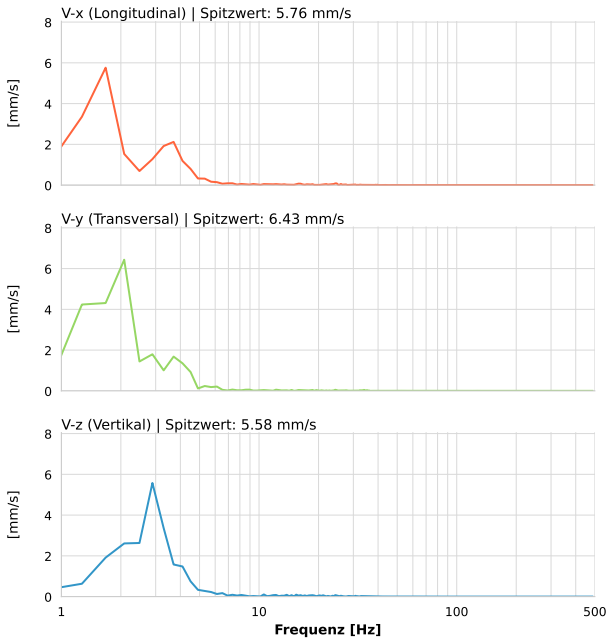 V-x (Longitudinal) | Spitzwert: 5.76 mm/s
8
6
4
2
0
[mm/s]
V-y (Transversal) | Spitzwert: 6.43 mm/s
8
6
4
2
0
[mm/s]
V-z (Vertikal) | Spitzwert: 5.58 mm/s
8
6
4
2
0
[mm/s]
1 10 100 500
Frequenz [Hz]